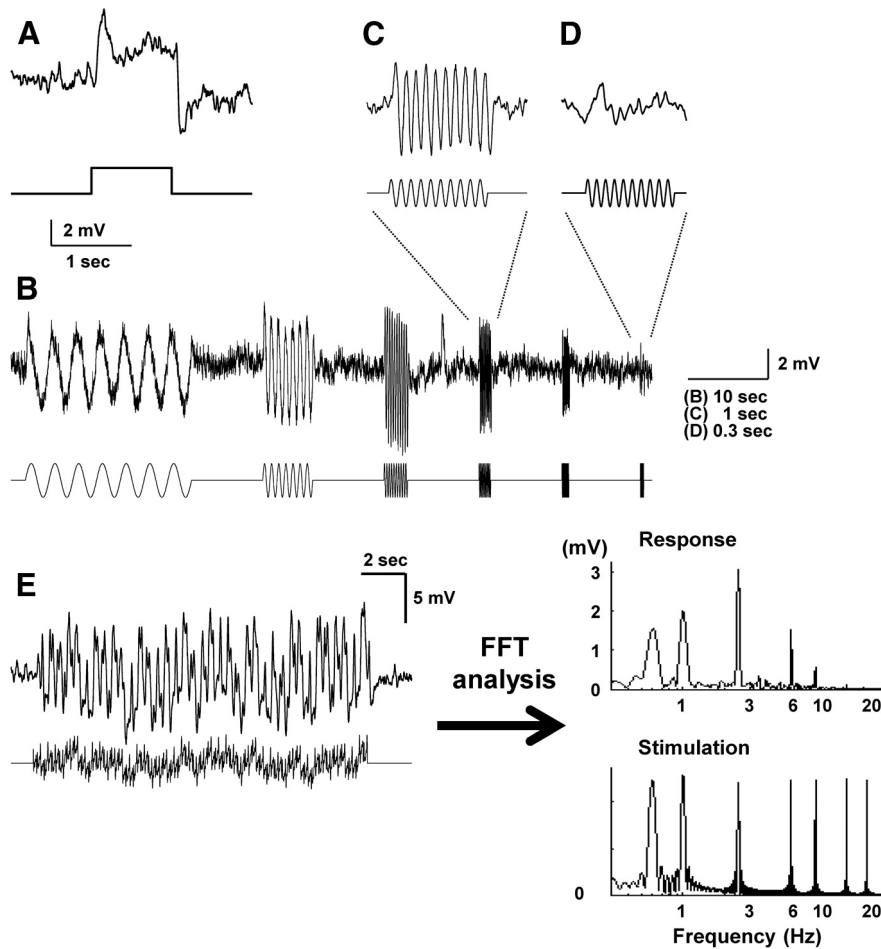 A
C
D
2 mV
1 sec
B
2 mV
(B) 10 sec
(C) 1 sec
(D) 0.3 sec
E
2 sec
5 mV
FFT
analysis
(mV)
Response
3
2
1
0
1 3 6 10 20
Stimulation
0
1 3 6 10 20
Frequency (Hz)